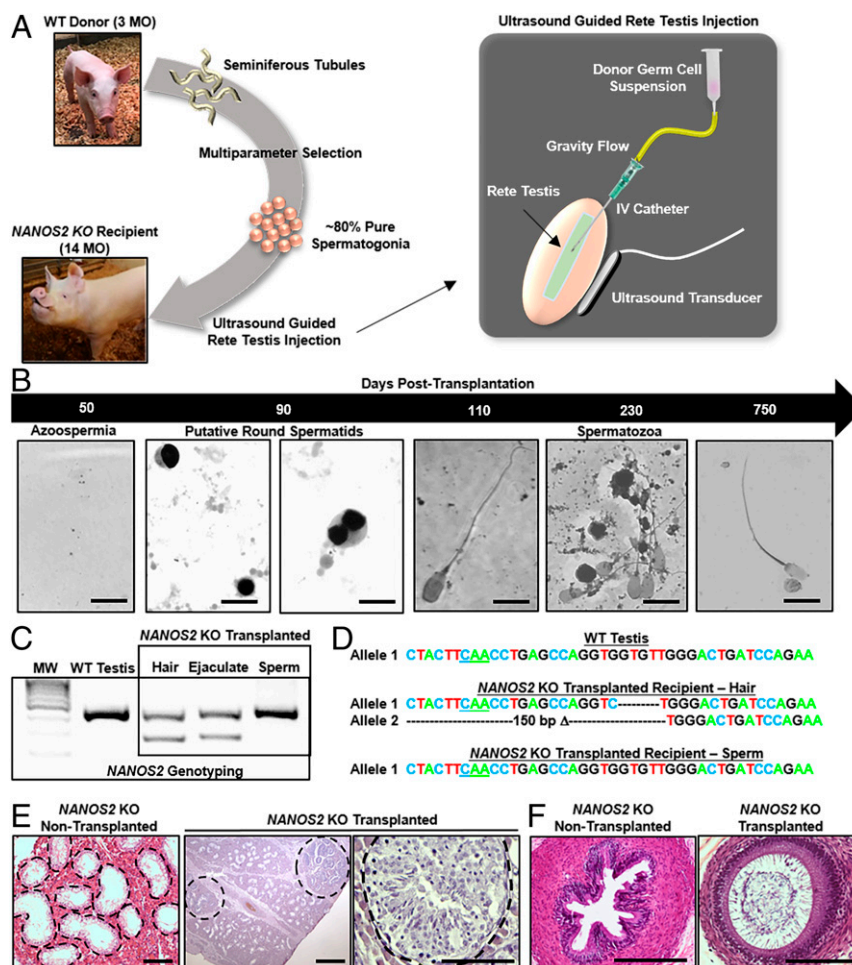 A
WT Donor (3 MO)
Seminiferous Tubules
Multiparameter Selection
~80% Pure
Spermatogonia
NANOS2 KO Recipient
(14 MO)
Ultrasound Guided
Rete Testis Injection
Ultrasound Guided Rete Testis Injection
Donor Germ Cell
Suspension
Gravity Flow
Rete Testis
IV Catheter
Ultrasound Transducer
B
Days Post-Transplantation
50 90 110 230 750
Azoospermia Putative Round Spermatids Spermatozoa
C
NANOS2 KO Transplanted
MW WT Testis Hair Ejaculate Sperm
NANOS2 Genotyping
D
WT Testis
Allele 1 CTACTTCAACCTGAGCCAGGTGGTGTTGGGACTGATCCAGAA
NANOS2 KO Transplanted Recipient – Hair
Allele 1 CTACTTCAACCTGAGCCAGGTC---------TGGGACTGATCCAGAA
Allele 2 ----------------------150 bp Δ--------------------TGGGACTGATCCAGAA
NANOS2 KO Transplanted Recipient – Sperm
Allele 1 CTACTTCAACCTGAGCCAGGTGGTGTTGGGACTGATCCAGAA
E
NANOS2 KO
Non-Transplanted
NANOS2 KO Transplanted
F
NANOS2 KO
Non-Transplanted
NANOS2 KO
Transplanted